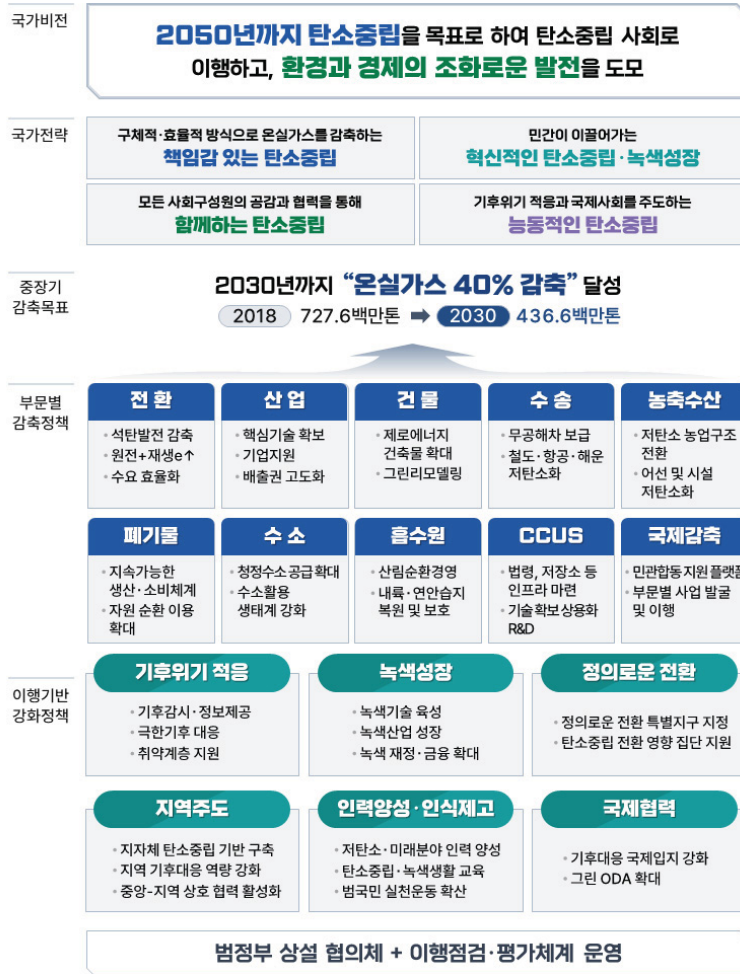 국가비전
2050년까지 탄소중립을 목표로 하여 탄소중립 사회로
이행하고, 환경과 경제의 조화로운 발전을 도모
국가전략
구체적·효율적 방식으로 온실가스를 감축하는
책임감 있는 탄소중립
민간이 이끌어가는
혁신적인 탄소중립·녹색성장
모든 사회구성원의 공감과 협력을 통해
함께하는 탄소중립
기후위기 적응과 국제사회를 주도하는
능동적인 탄소중립
중장기
감축목표
2030년까지 “온실가스 40% 감축” 달성
2018 727.6백만톤 ➡ 2030 436.6백만톤
부문별
감축정책
전환
• 석탄발전 감축
• 원전+재생e↑
• 수요 효율화
산업
• 핵심기술 확보
• 기업지원
• 배출권 고도화
건물
• 제로에너지
건축물 확대
• 그린리모델링
수송
• 무공해차 보급
• 철도·항공·해운
저탄소화
농축수산
• 저탄소 농업구조
전환
• 어선 및 시설
저탄소화
폐기물
• 지속가능한
생산·소비체계
• 자원 순환 이용
확대
수소
• 청정수소 공급 확대
• 수소활용
생태계 강화
흡수원
• 산림순환경영
• 내륙·연안습지
복원 및 보호
CCUS
• 법령, 저장소 등
인프라 마련
• 기술 확보 상용화
R&D
국제감축
• 민관합동 지원 플랫폼
• 부문별 사업 발굴
및 이행
이행기반
강화정책
기후위기 적응
• 기후감시·정보제공
• 극한기후 대응
• 취약계층 지원
녹색성장
• 녹색기술 육성
• 녹색산업 성장
• 녹색 재정·금융 확대
정의로운 전환
• 정의로운 전환 특별지구 지정
• 탄소중립 전환 영향 집단 지원
지역주도
• 지자체 탄소중립 기반 구축
• 지역 기후대응 역량 강화
• 중앙-지역 상호 협력 활성화
인력양성·인식제고
• 저탄소·미래분야 인력 양성
• 탄소중립·녹색생활 교육
• 범국민 실천운동 확산
국제협력
• 기후대응 국제입지 강화
• 그린 ODA 확대
범정부 상설 협의체 + 이행점검·평가체계 운영